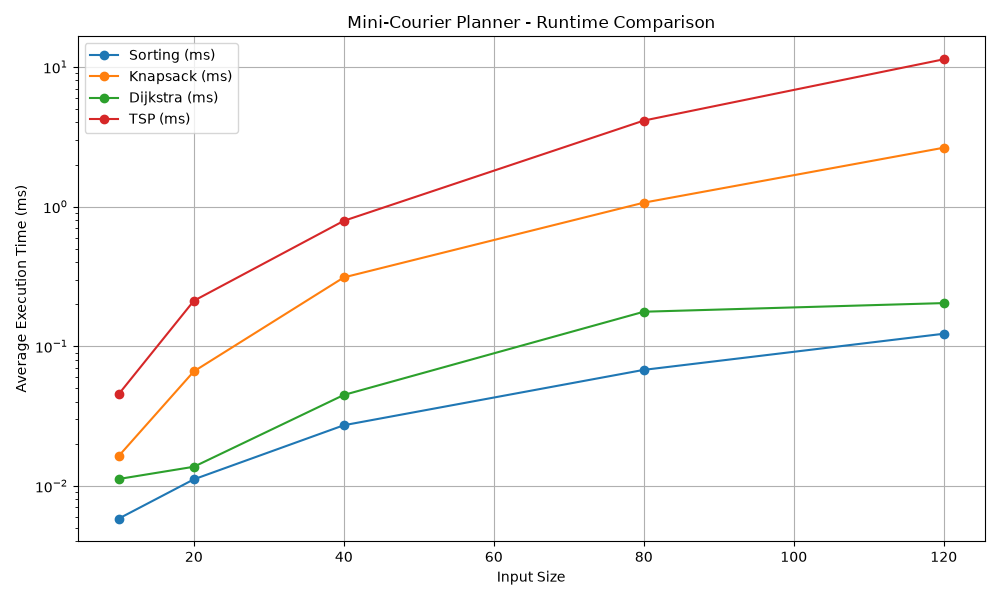 Mini-Courier Planner - Runtime Comparison
Sorting (ms)
Knapsack (ms)
Dijkstra (ms)
TSP (ms)
Average Execution Time (ms)
10¹
10⁰
10⁻¹
10⁻²
20 40 60 80 100 120
Input Size